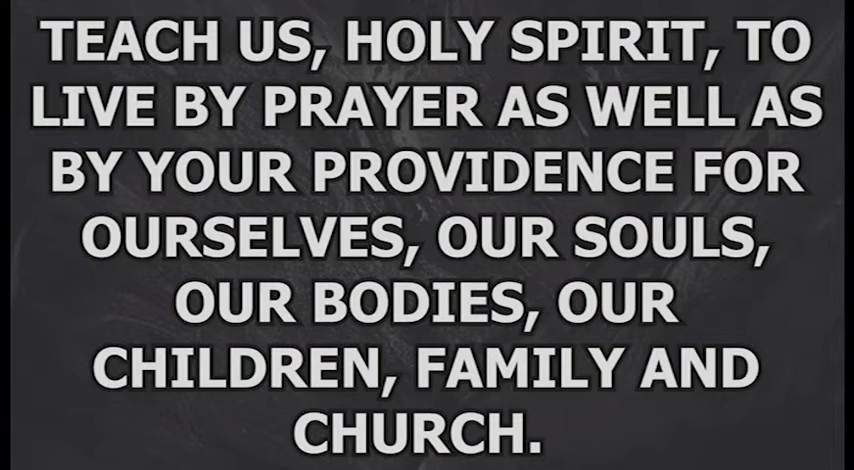 TEACH US, HOLY SPIRIT, TO
LIVE BY PRAYER AS WELL AS
BY YOUR PROVIDENCE FOR
OURSELVES, OUR SOULS,
OUR BODIES, OUR
CHILDREN, FAMILY AND
CHURCH.